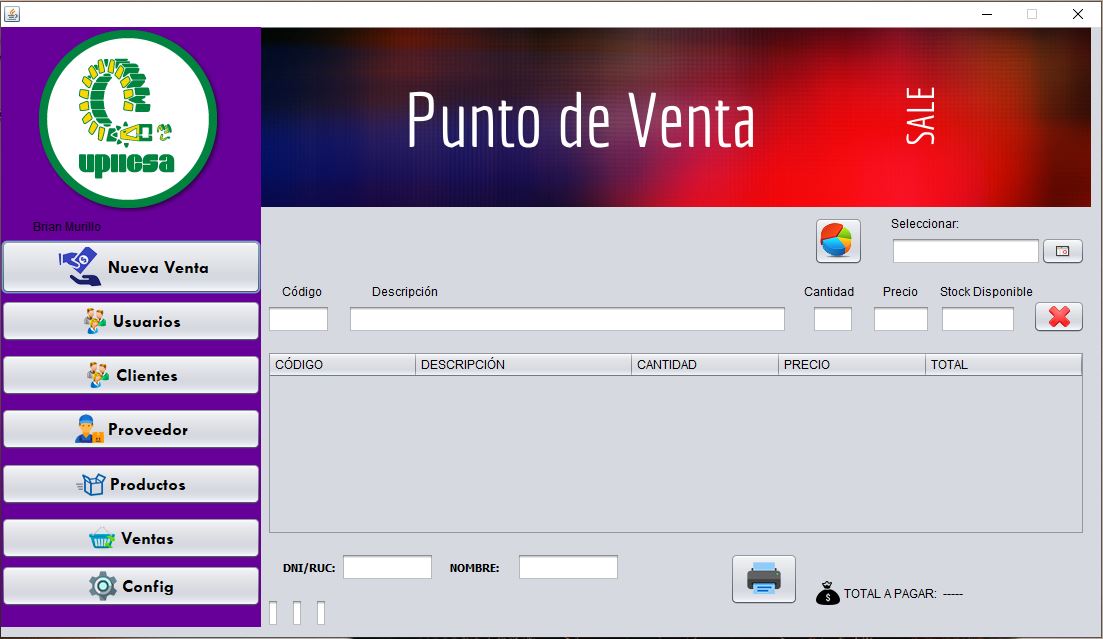 Punto de Venta
SALE
upiicsa
Brian Murillo
Nueva Venta
Usuarios
Clientes
Proveedor
Productos
Ventas
Config
Seleccionar:
Código Descripción Cantidad Precio Stock Disponible
CÓDIGO DESCRIPCIÓN CANTIDAD PRECIO TOTAL
DNI/RUC: NOMBRE:
TOTAL A PAGAR: -----